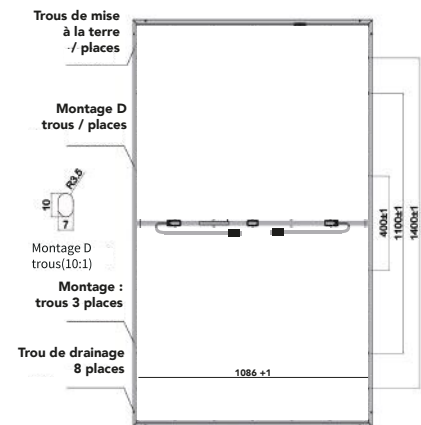 Trous de mise
à la terre
-/ places
Montage D
trous / places
R3.5
10
7
Montage D
trous(10:1)
Montage :
trous 3 places
Trou de drainage
8 places
400±1
1100±1
1400±1
1086 +1